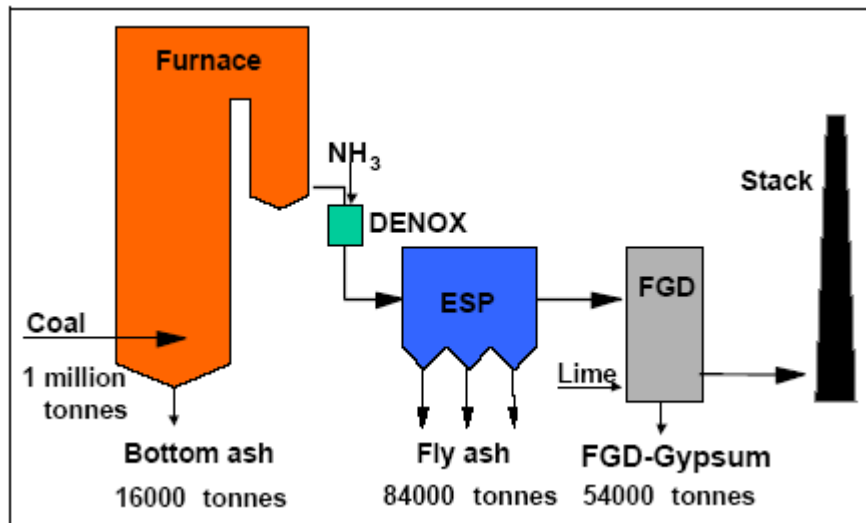 Furnace
NH3
Stack
DENOX
ESP
FGD
Coal
1 million
tonnes
Lime
Bottom ash
16000 tonnes
Fly ash
84000 tonnes
FGD-Gypsum
54000 tonnes